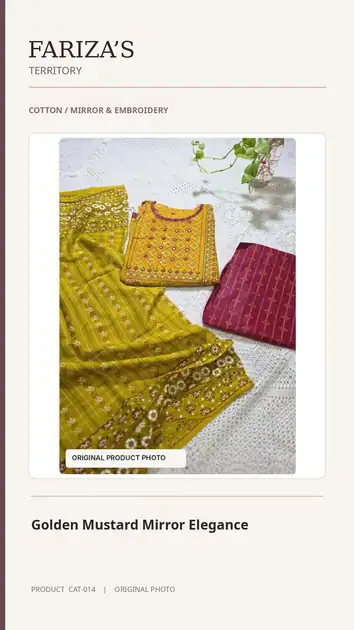 FARIZA’S
TERRITORY
COTTON / MIRROR & EMBROIDERY
ORIGINAL PRODUCT PHOTO
Golden Mustard Mirror Elegance
PRODUCT CAT-014 | ORIGINAL PHOTO